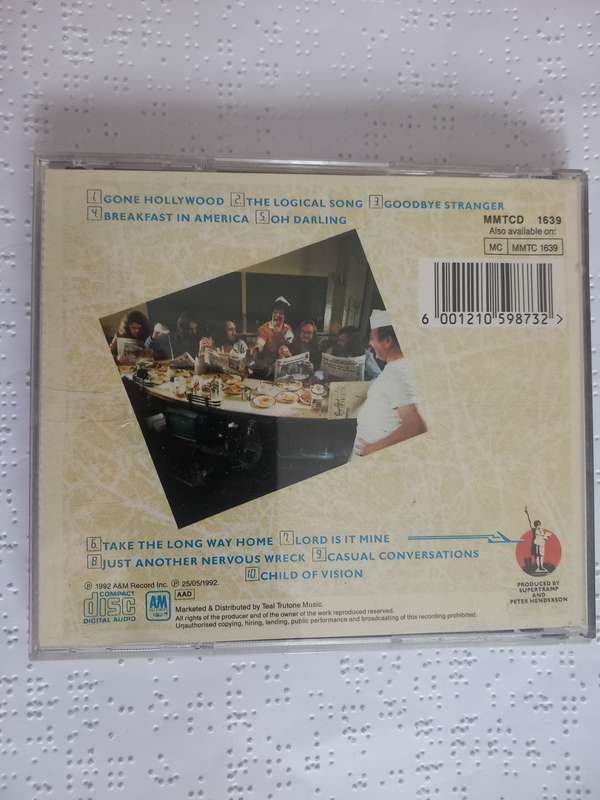 1 GONE HOLLYWOOD 2 THE LOGICAL SONG 3 GOODBYE STRANGER
4 BREAKFAST IN AMERICA 5 OH DARLING
MMTCD 1639
Also available on:
MC MMTC 1639
6 001210 598732 >
6 TAKE THE LONG WAY HOME 7 LORD IS IT MINE
8 JUST ANOTHER NERVOUS WRECK 9 CASUAL CONVERSATIONS
10 CHILD OF VISION
℗ 1992 A&M Record Inc. ℗ 25/05/1992.
COMPACT
disc
DIGITAL AUDIO
A&M
AAD
Marketed & Distributed by Teal Trutone Music.
All rights of the producer and of the owner of the work reproduced reserved.
Unauthorised copying, hiring, lending, public performance and broadcasting of this recording prohibited.
PRODUCED BY
SUPERTRAMP
AND
PETER HENDERSON